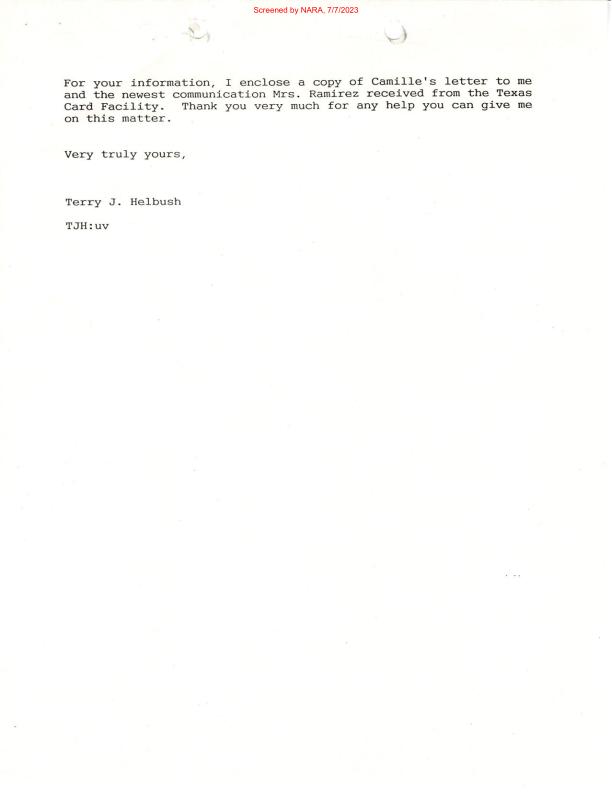 Screened by NARA, 7/7/2023
For your information, I enclose a copy of Camille's letter to me
and the newest communication Mrs. Ramirez received from the Texas
Card Facility.  Thank you very much for any help you can give me
on this matter.
Very truly yours,
Terry J. Helbush
TJH:uv